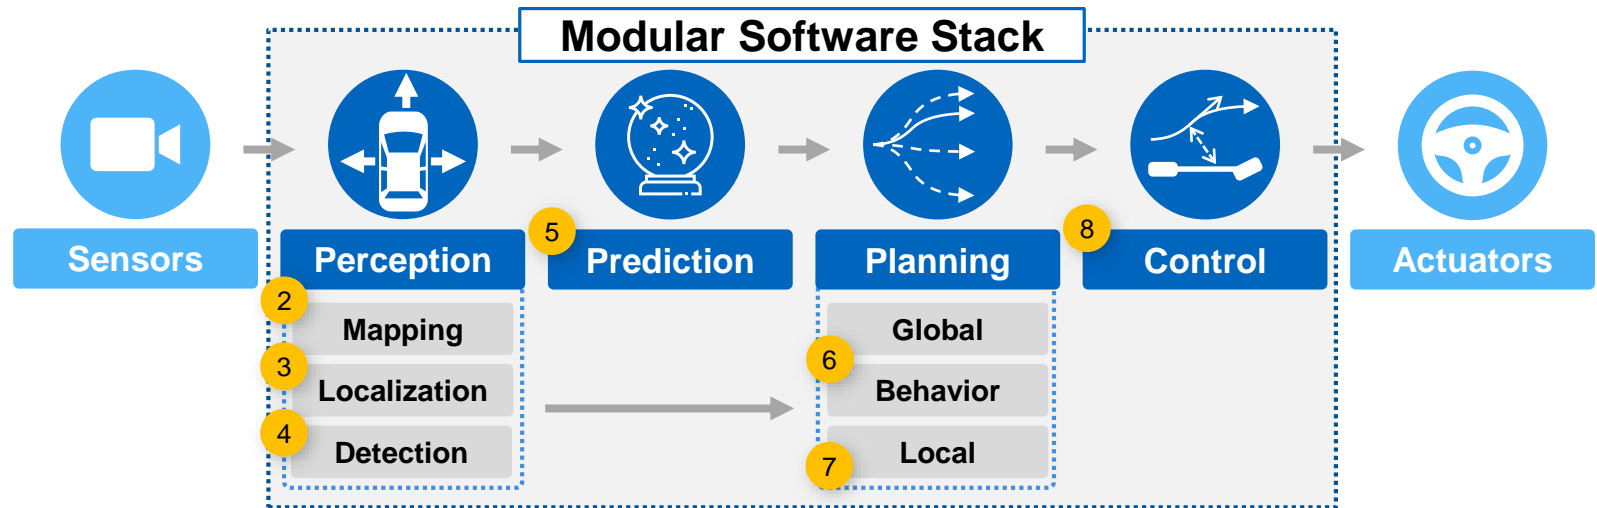 Modular Software Stack
Sensors
Perception
5
Prediction
Planning
8
Control
Actuators
2
Mapping
3
Localization
4
Detection
Global
6
Behavior
7
Local